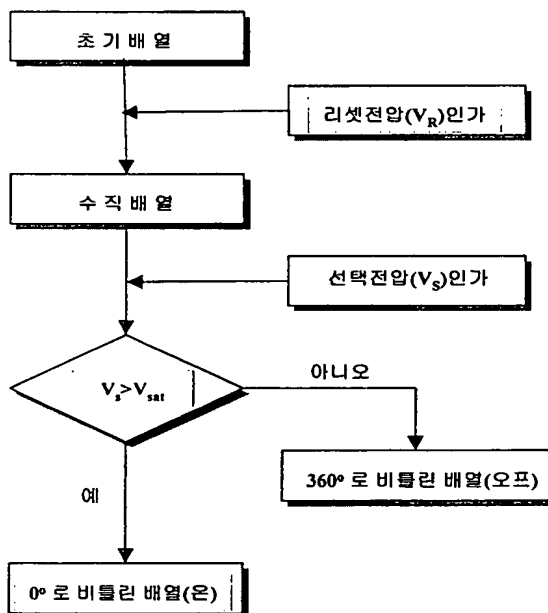 초기배열
리셋전압(V_R)인가
수직배열
선택전압(V_S)인가
V_s>V_sat
아니오
360° 로 비틀린 배열(오프)
예
0° 로 비틀린 배열(온)